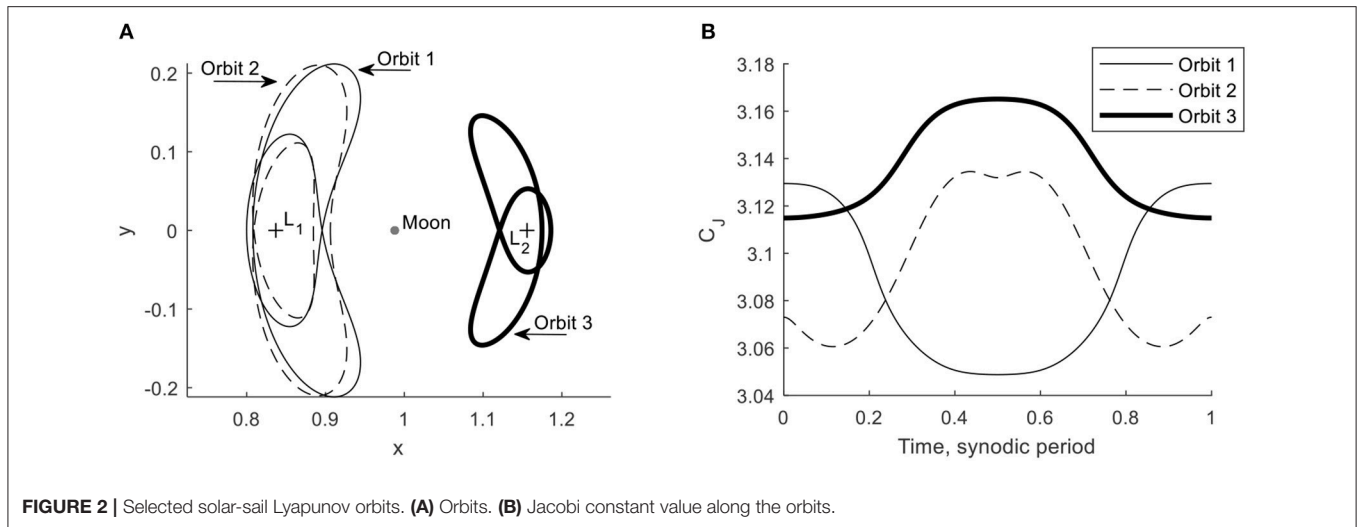 A
B
Orbit 2
Orbit 1
L1
Moon
L2
Orbit 3
y
0.2
0.1
0
-0.1
-0.2
0.8
0.9
1
1.1
1.2
x
Orbit 1
Orbit 2
Orbit 3
CJ
3.18
3.16
3.14
3.12
3.1
3.08
3.06
3.04
0
0.2
0.4
0.6
0.8
1
Time, synodic period
FIGURE 2 | Selected solar-sail Lyapunov orbits. (A) Orbits. (B) Jacobi constant value along the orbits.